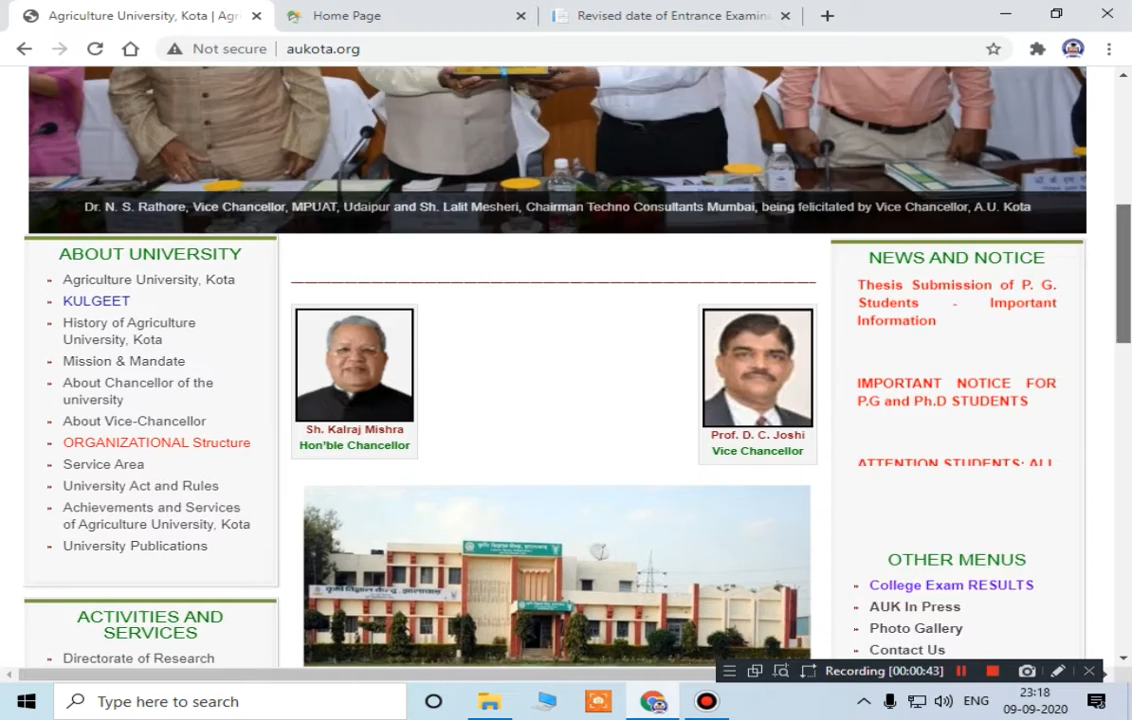 Agriculture University, Kota | Agri
Home Page
Revised date of Entrance Examin
Not secure
aukota.org
Dr. N. S. Rathore, Vice Chancellor, MPUAT, Udaipur and Sh. Lalit Mesheri, Chairman Techno Consultants Mumbai, being felicitated by Vice Chancellor, A.U. Kota
ABOUT UNIVERSITY
Agriculture University, Kota
KULGEET
History of Agriculture
University, Kota
Mission & Mandate
About Chancellor of the
university
About Vice-Chancellor
ORGANIZATIONAL Structure
Service Area
University Act and Rules
Achievements and Services
of Agriculture University, Kota
University Publications
ACTIVITIES AND
SERVICES
Directorate of Research
Sh. Kalraj Mishra
Hon'ble Chancellor
Prof. D. C. Joshi
Vice Chancellor
कृषि विज्ञान केन्द्र, झालावाड़
NEWS AND NOTICE
Thesis Submission of P. G.
Students - Important
Information
IMPORTANT NOTICE FOR
P.G and Ph.D STUDENTS
ATTENTION STUDENTS: ALL
OTHER MENUS
College Exam RESULTS
AUK In Press
Photo Gallery
Contact Us
Recording [00:00:43]
Type here to search
ENG
23:18
09-09-2020